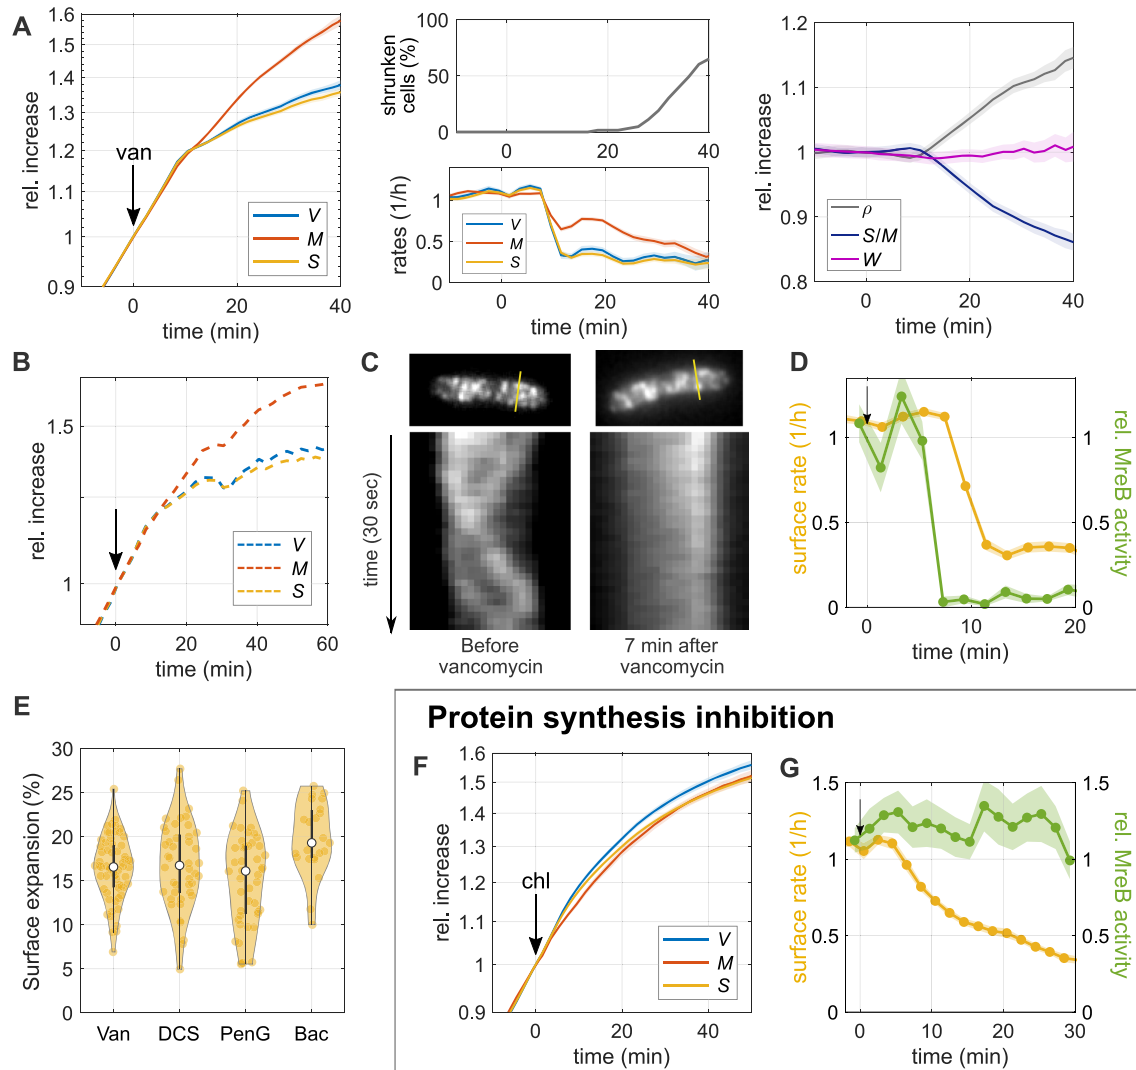 A
1.6
1.5
1.4
1.3
1.2
1.1
1
0.9
rel. increase
van
V
M
S
0
20
40
time (min)
100
50
0
shrunken
cells (%)
0
20
40
1
0.5
0
rates (1/h)
V
M
S
0
20
40
time (min)
1.2
1.1
1
0.9
0.8
rel. increase
ρ
S/M
W
0
20
40
time (min)
B
1.5
1
rel. increase
V
M
S
0
20
40
60
time (min)
C
time (30 sec)
Before
vancomycin
7 min after
vancomycin
D
1
0.5
0
surface rate (1/h)
1
0.5
0
rel. MreB
activity
0
10
20
time (min)
E
30
25
20
15
10
5
0
Surface expansion (%)
Van
DCS
PenG
Bac
Protein synthesis inhibition
F
1.6
1.5
1.4
1.3
1.2
1.1
1
0.9
rel. increase
chl
V
M
S
0
20
40
time (min)
G
1.5
1
0.5
0
surface rate (1/h)
1.5
1
0.5
0
rel. MreB
activity
0
10
20
30
time (min)